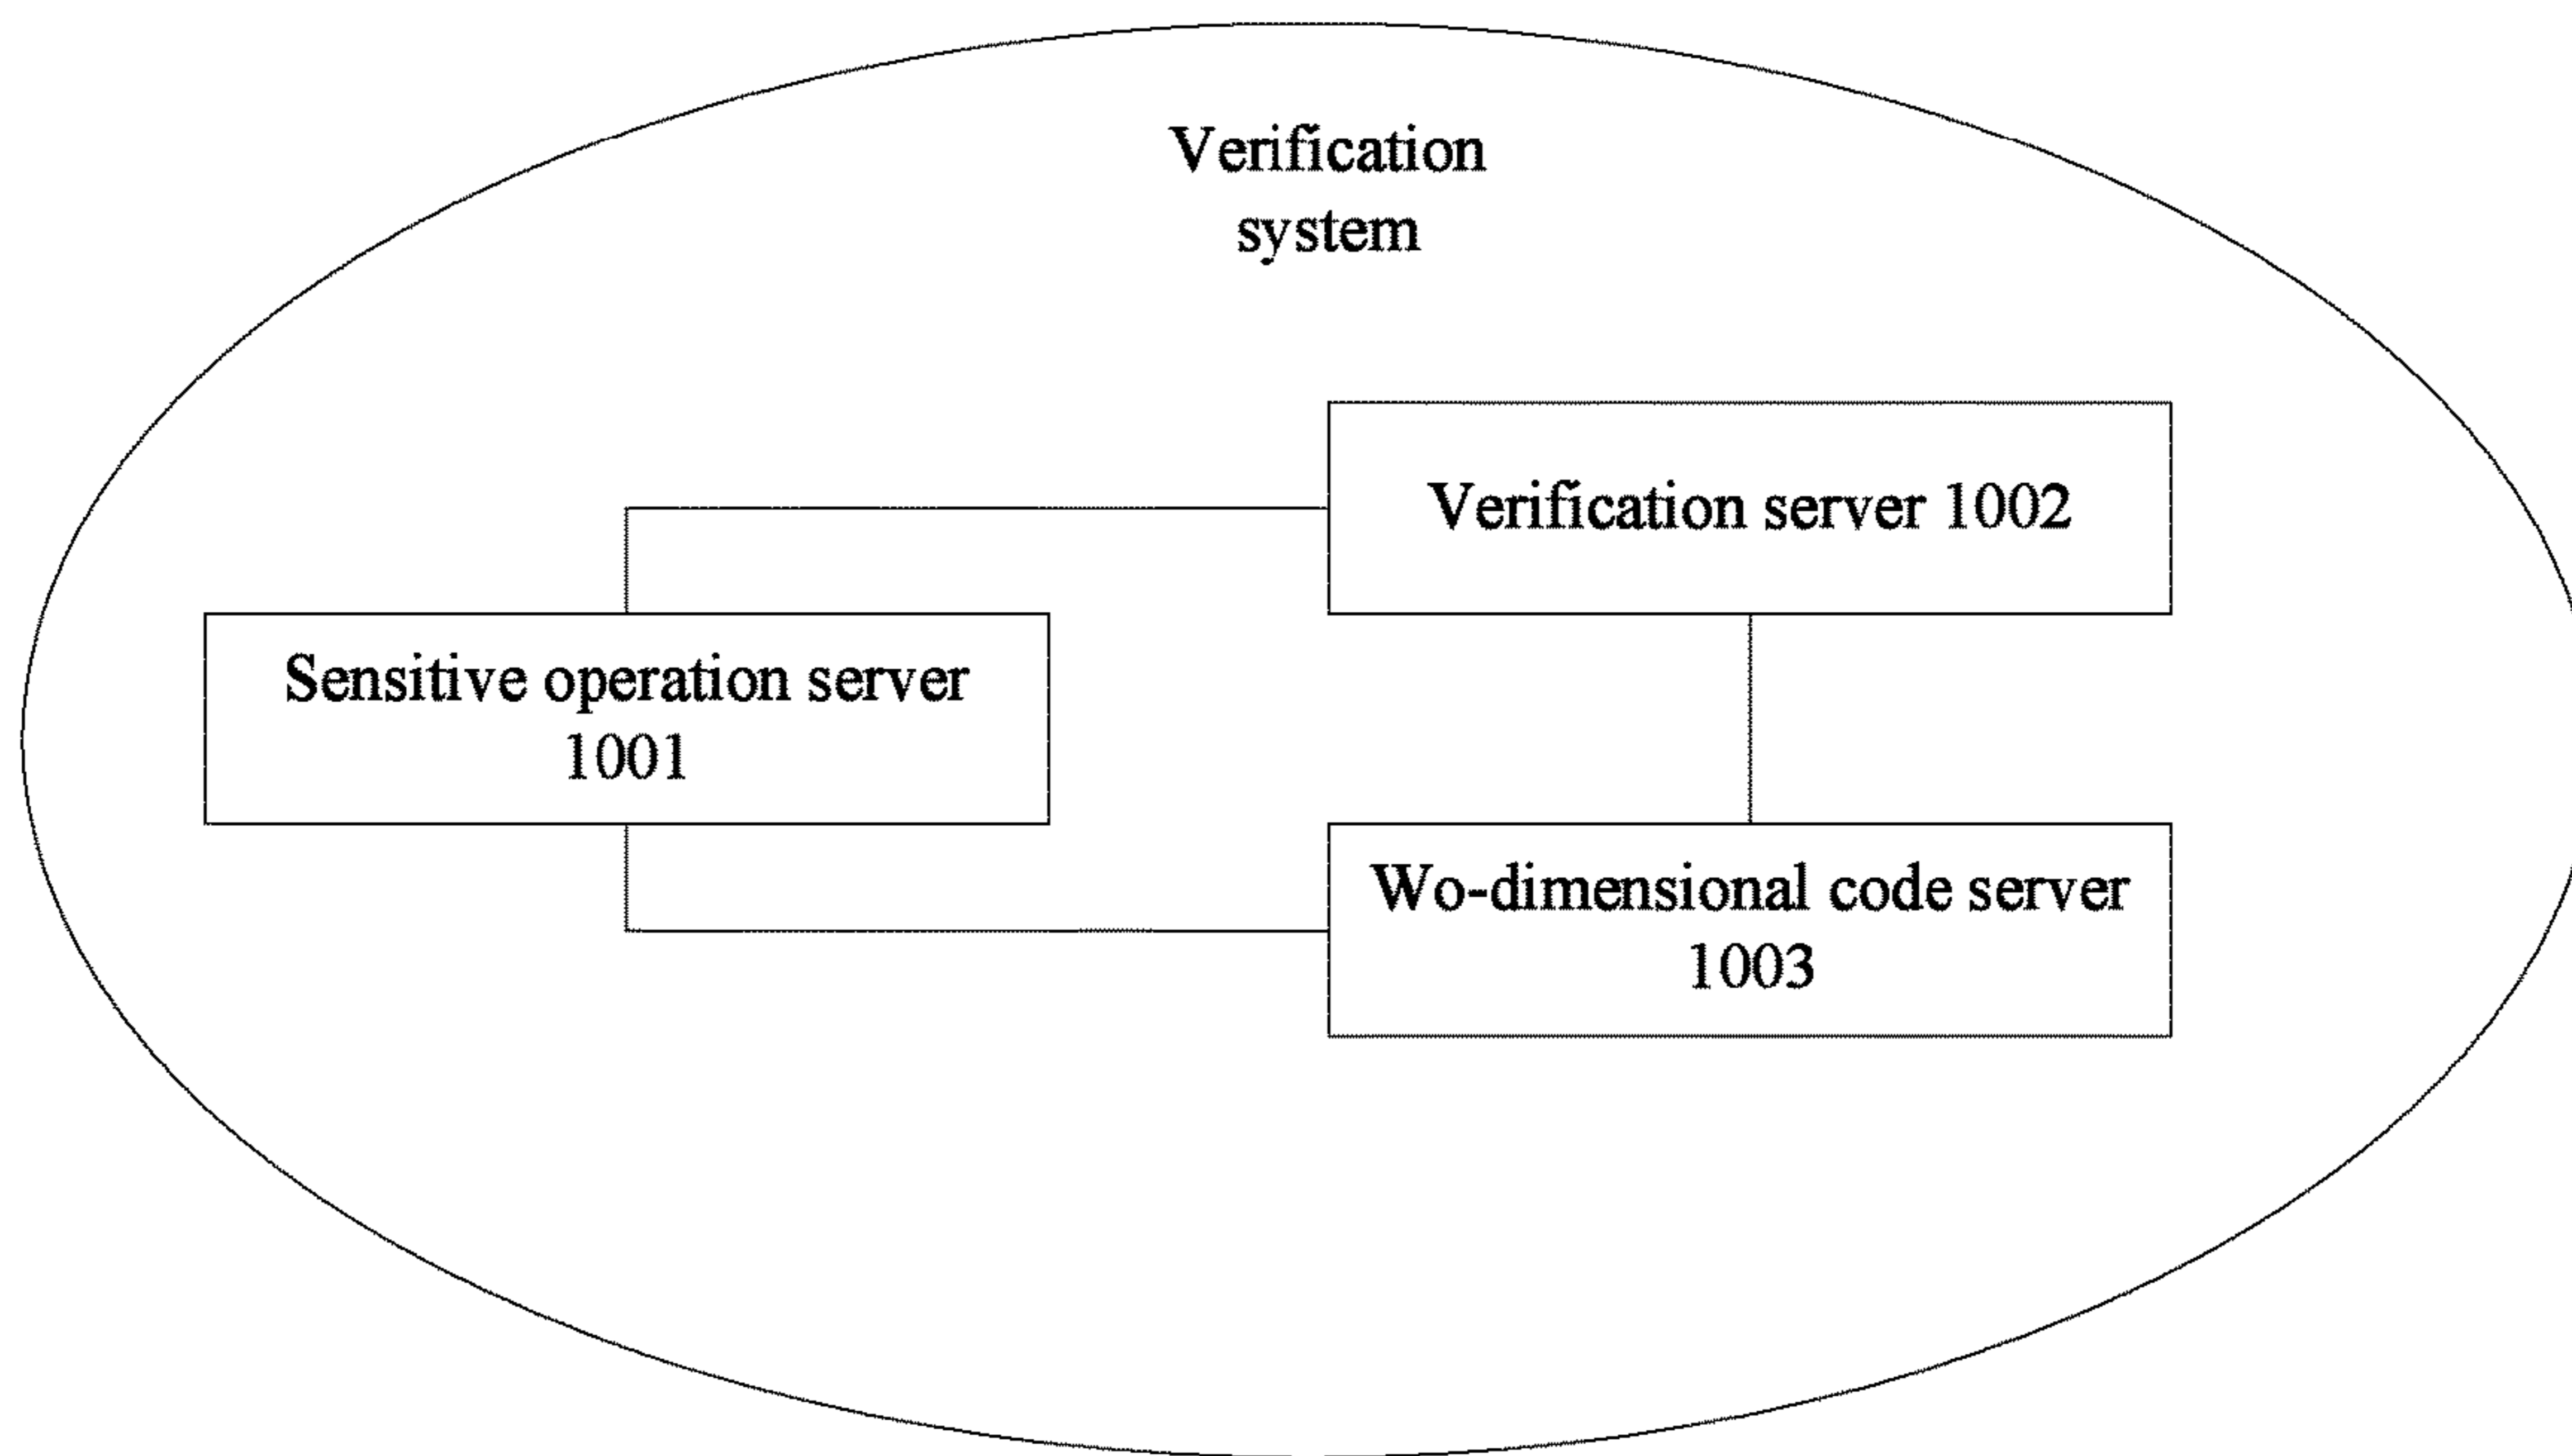 Verification
system
Verification server 1002
Sensitive operation server
1001
Wo-dimensional code server
1003